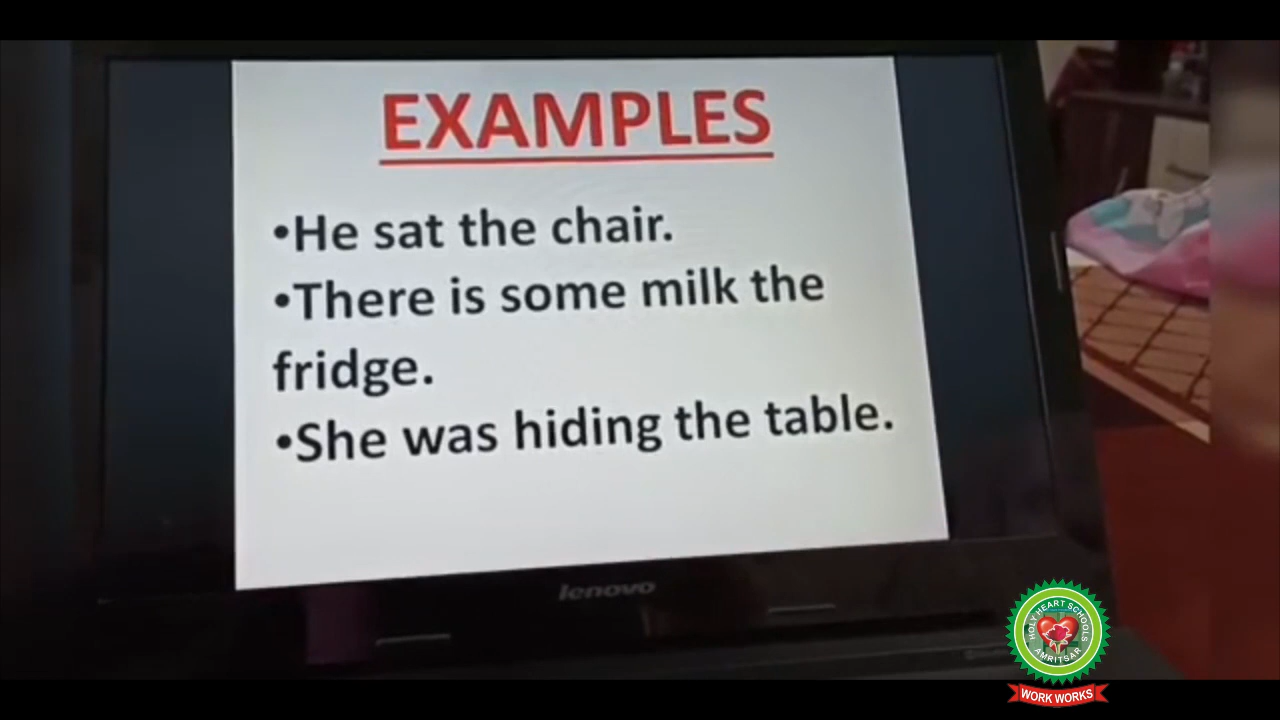 EXAMPLES
•He sat the chair.
•There is some milk the
fridge.
•She was hiding the table.
lenovo
HOLY HEART SCHOOLS
AMRITSAR
WORK WORKS